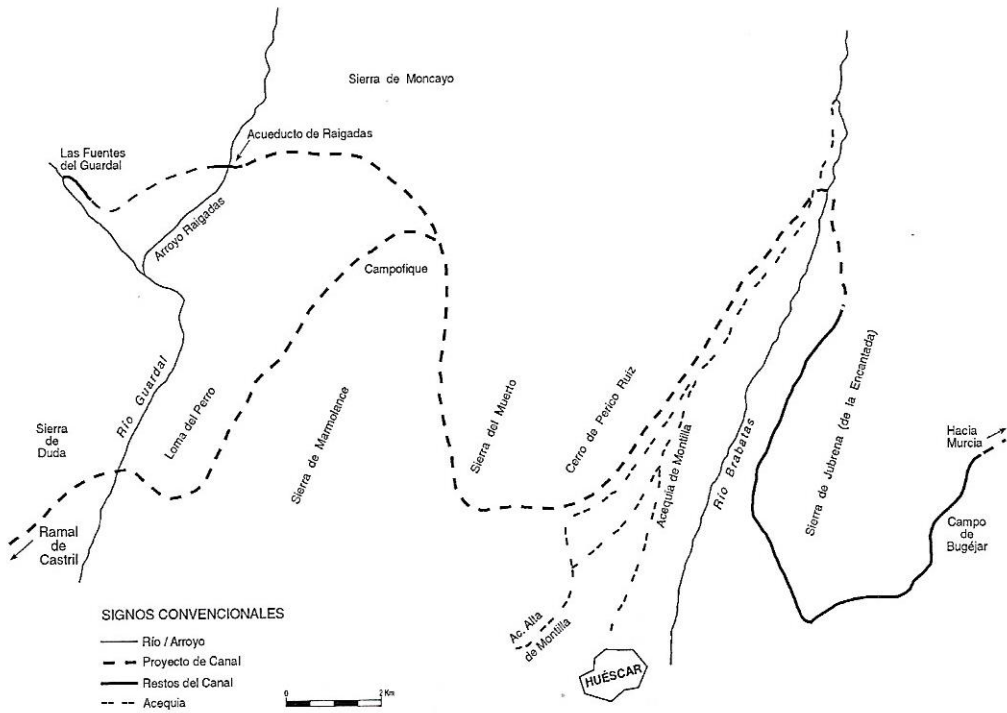 Sierra de Moncayo
Acueducto de Raigadas
Las Fuentes
del Guardal
Arroyo Raigadas
Campofique
Río Guardal
Loma del Perro
Sierra de Marmolance
Sierra del Muerto
Cerro de Perico Ruiz
Acequia de Montilla
Río Brabatas
Sierra de Jubrena (de la Encantada)
Hacia
Murcia
Campo
de
Bugéjar
Sierra
de
Duda
Ramal
de
Castril
Ac. Alta
de Montilla
HUÉSCAR
SIGNOS CONVENCIONALES
Río / Arroyo
Proyecto de Canal
Restos del Canal
Acequia
0 2 Km